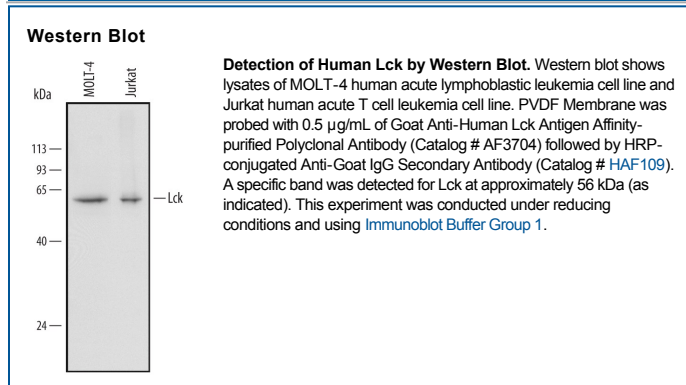 Western Blot
kDa
MOLT-4
Jurkat
113
93
65
40
24
Lck
Detection of Human Lck by Western Blot. Western blot shows
lysates of MOLT-4 human acute lymphoblastic leukemia cell line and
Jurkat human acute T cell leukemia cell line. PVDF Membrane was
probed with 0.5 µg/mL of Goat Anti-Human Lck Antigen Affinity-
purified Polyclonal Antibody (Catalog # AF3704) followed by HRP-
conjugated Anti-Goat IgG Secondary Antibody (Catalog # HAF109).
A specific band was detected for Lck at approximately 56 kDa (as
indicated). This experiment was conducted under reducing
conditions and using Immunoblot Buffer Group 1.